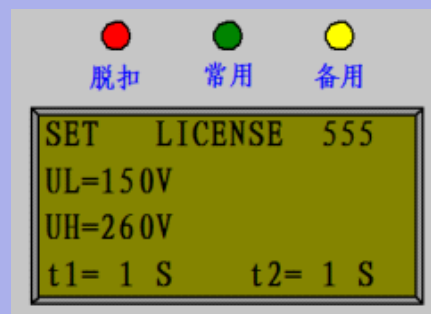 脱扣 常用 备用
SET LICENSE 555
UL=150V
UH=260V
t1= 1 S t2= 1 S